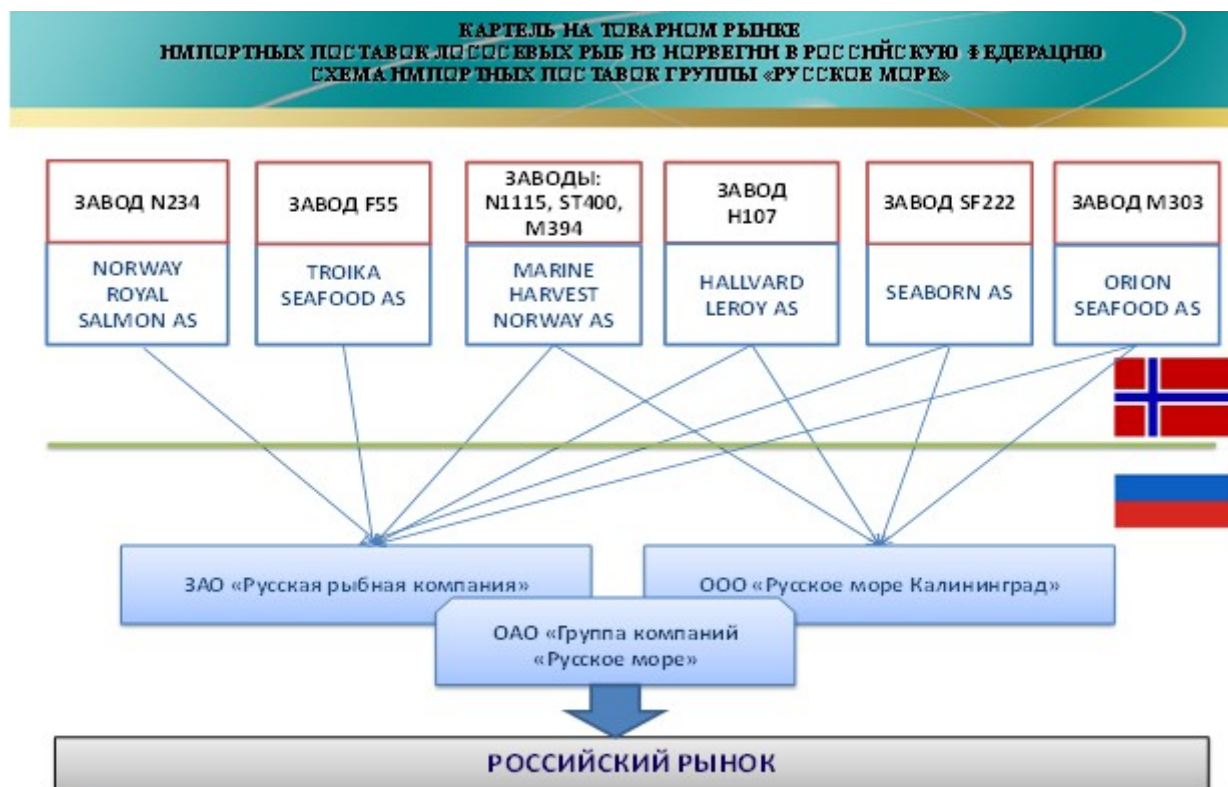 КАРТЕЛЬ НА ТОВАРНОМ РЫНКЕ
ИМПОРТНЫХ ПОСТАВОК ЛОСОСЕВЫХ РЫБ ИЗ НОРВЕГИИ В РОССИЙСКУЮ ФЕДЕРАЦИЮ
СХЕМА ИМПОРТНЫХ ПОСТАВОК ГРУППЫ «РУССКОЕ МОРЕ»
ЗАВОД N234
NORWAY
ROYAL
SALMON AS
ЗАВОД F55
TROIKA
SEAFOOD AS
ЗАВОДЫ:
N1115, ST400,
M394
MARINE
HARVEST
NORWAY AS
ЗАВОД
H107
HALLVARD
LEROY AS
ЗАВОД SF222
SEABORN AS
ЗАВОД M303
ORION
SEAFOOD AS
ЗАО «Русская рыбная компания»
ООО «Русское море Калининград»
ОАО «Группа компаний
«Русское море»
РОССИЙСКИЙ РЫНОК